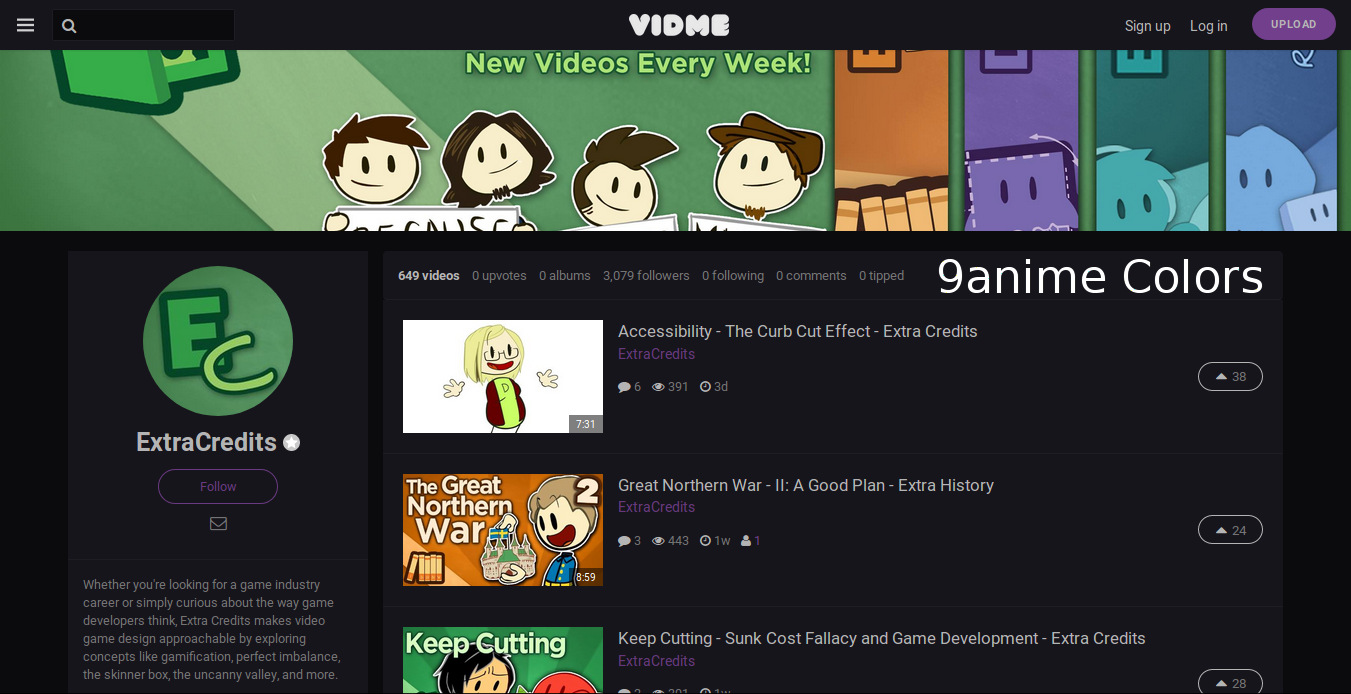 VIDME
Sign up Log in UPLOAD
New Videos Every Week!
BECAUSE
EC
ExtraCredits
Follow
Whether you're looking for a game industry
career or simply curious about the way game
developers think, Extra Credits makes video
game design approachable by exploring
concepts like gamification, perfect imbalance,
the skinner box, the uncanny valley, and more.
649 videos 0 upvotes 0 albums 3,079 followers 0 following 0 comments 0 tipped
9anime Colors
Accessibility - The Curb Cut Effect - Extra Credits
ExtraCredits
6 391 3d
38
7:31
The Great
Northern
War
2
8:59
Great Northern War - II: A Good Plan - Extra History
ExtraCredits
3 443 1w 1
24
Keep Cutting
Keep Cutting - Sunk Cost Fallacy and Game Development - Extra Credits
ExtraCredits
28